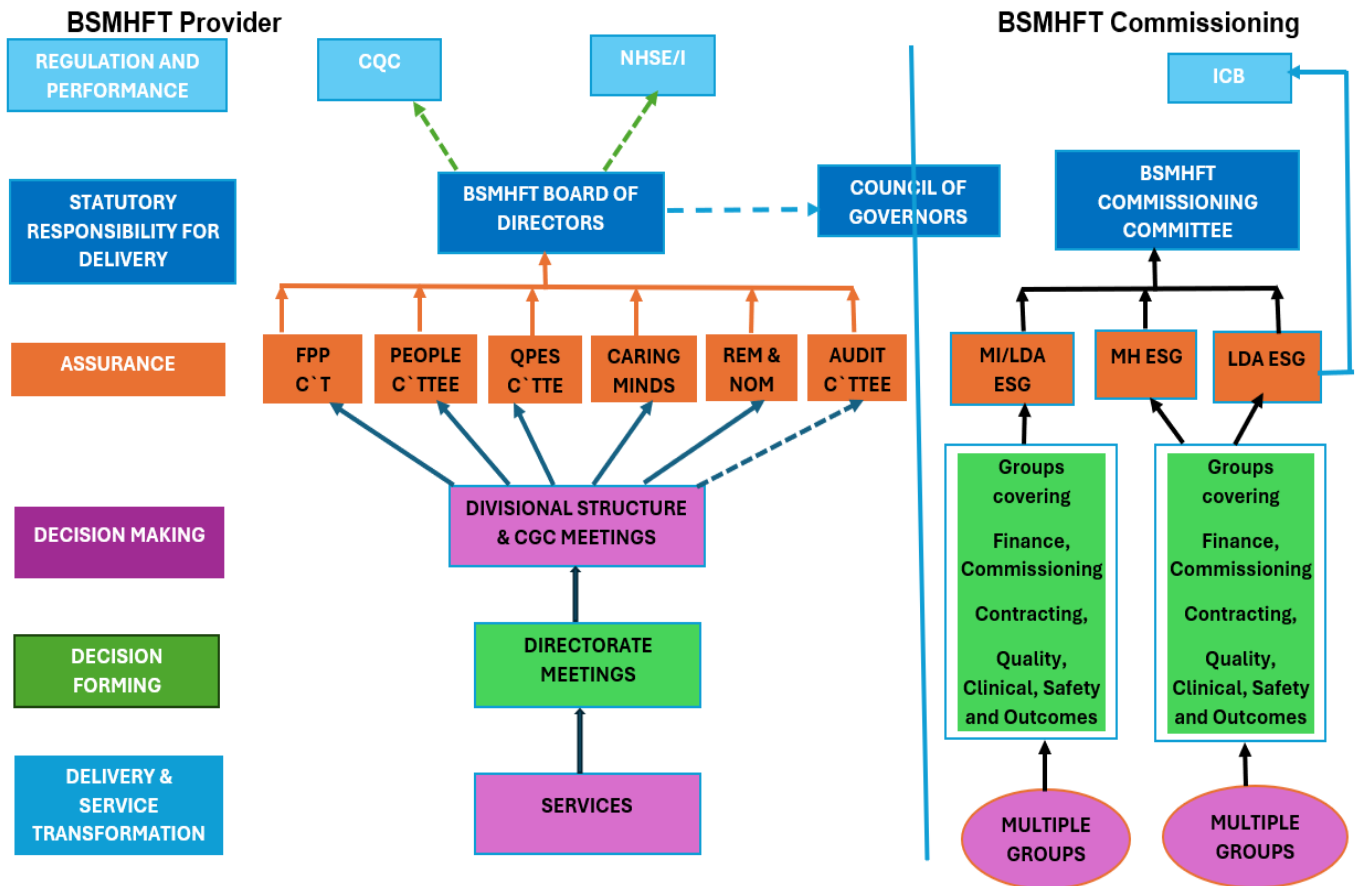 BSMHFT Provider
BSMHFT Commissioning
REGULATION AND
PERFORMANCE
CQC
NHSE/I
ICB
STATUTORY
RESPONSIBILITY FOR
DELIVERY
BSMHFT BOARD OF
DIRECTORS
COUNCIL OF
GOVERNORS
BSMHFT
COMMISSIONING
COMMITTEE
ASSURANCE
FPP
C`T
PEOPLE
C`TTEE
QPES
C`TTE
CARING
MINDS
REM &
NOM
AUDIT
C`TTEE
MI/LDA
ESG
MH ESG
LDA ESG
DECISION MAKING
DIVISIONAL STRUCTURE
& CGC MEETINGS
Groups
covering
Finance,
Commissioning
Contracting,
Quality,
Clinical, Safety
and Outcomes
Groups
covering
Finance,
Commissioning
Contracting,
Quality,
Clinical, Safety
and Outcomes
DECISION
FORMING
DIRECTORATE
MEETINGS
DELIVERY &
SERVICE
TRANSFORMATION
SERVICES
MULTIPLE
GROUPS
MULTIPLE
GROUPS